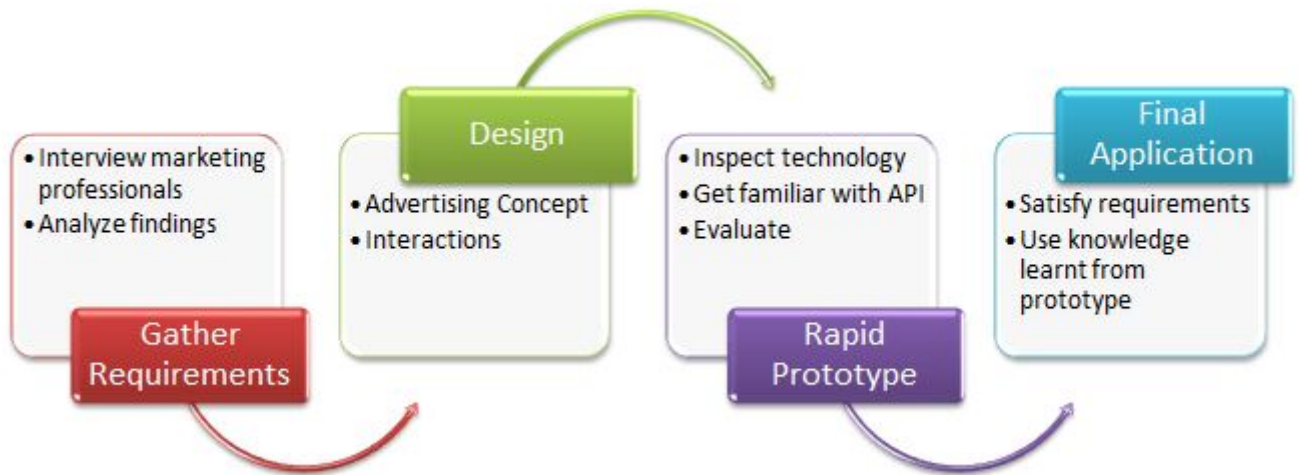 • Interview marketing
professionals
• Analyze findings
Gather
Requirements
Design
• Advertising Concept
• Interactions
• Inspect technology
• Get familiar with API
• Evaluate
Rapid
Prototype
Final
Application
• Satisfy requirements
• Use knowledge
learnt from
prototype